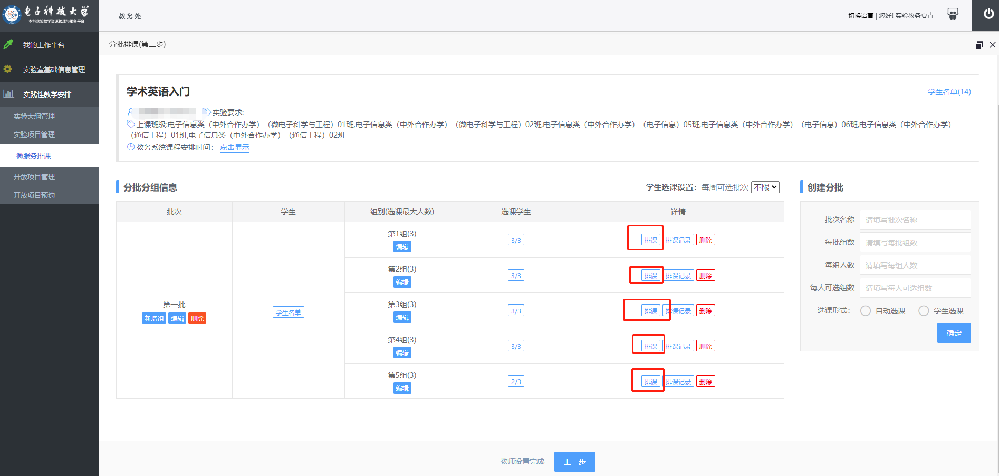 电子科技大学
本科实验教学资源管理与服务平台
教务处
切换语言 | 您好! 实验教务夏青
我的工作平台
实验室基础信息管理
实践性教学安排
实验大纲管理
实验项目管理
微服务排课
开放项目管理
开放项目预约
分批排课(第二步)
学术英语入门
学生名单(14)
实验要求:
上课班级:电子信息类（中外合作办学）（微电子科学与工程）01班,电子信息类（中外合作办学）（微电子科学与工程）02班,电子信息类（中外合作办学）（电子信息）05班,电子信息类（中外合作办学）（电子信息）06班,电子信息类（中外合作办学）
（通信工程）01班,电子信息类（中外合作办学）（通信工程）02班
教务系统课程安排时间： 点击显示
分批分组信息
学生选课设置：每周可选批次 不限
批次 学生 组别(选课最大人数) 选课学生 详情
第一批
新增组 编辑 删除
学生名单
第1组(3)
编辑
3/3
排课 排课记录 删除
第2组(3)
编辑
3/3
排课 排课记录 删除
第3组(3)
编辑
3/3
排课 排课记录 删除
第4组(3)
编辑
3/3
排课 排课记录 删除
第5组(3)
编辑
2/3
排课 排课记录 删除
创建分批
批次名称 请填写批次名称
每批组数 请填写每批组数
每组人数 请填写每组人数
每人可选组数 请填写每人可选组数
选课形式： 自动选课 学生选课
确定
教师设置完成 上一步